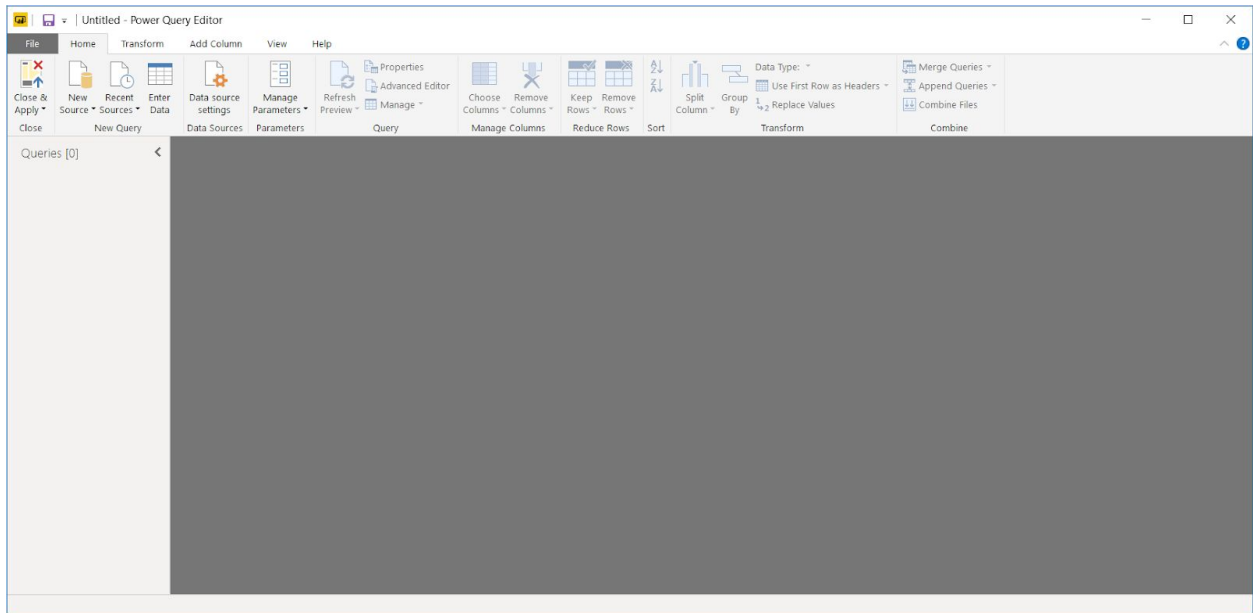 Untitled - Power Query Editor
File Home Transform Add Column View Help
Close & Apply
New Source
Recent Sources
Enter Data
Data source settings
Manage Parameters
Refresh Preview
Properties
Advanced Editor
Manage
Choose Columns
Remove Columns
Keep Rows
Remove Rows
Split Column
Group By
Data Type:
Use First Row as Headers
Replace Values
Merge Queries
Append Queries
Combine Files
Close New Query Data Sources Parameters Query Manage Columns Reduce Rows Sort Transform Combine
Queries [0]